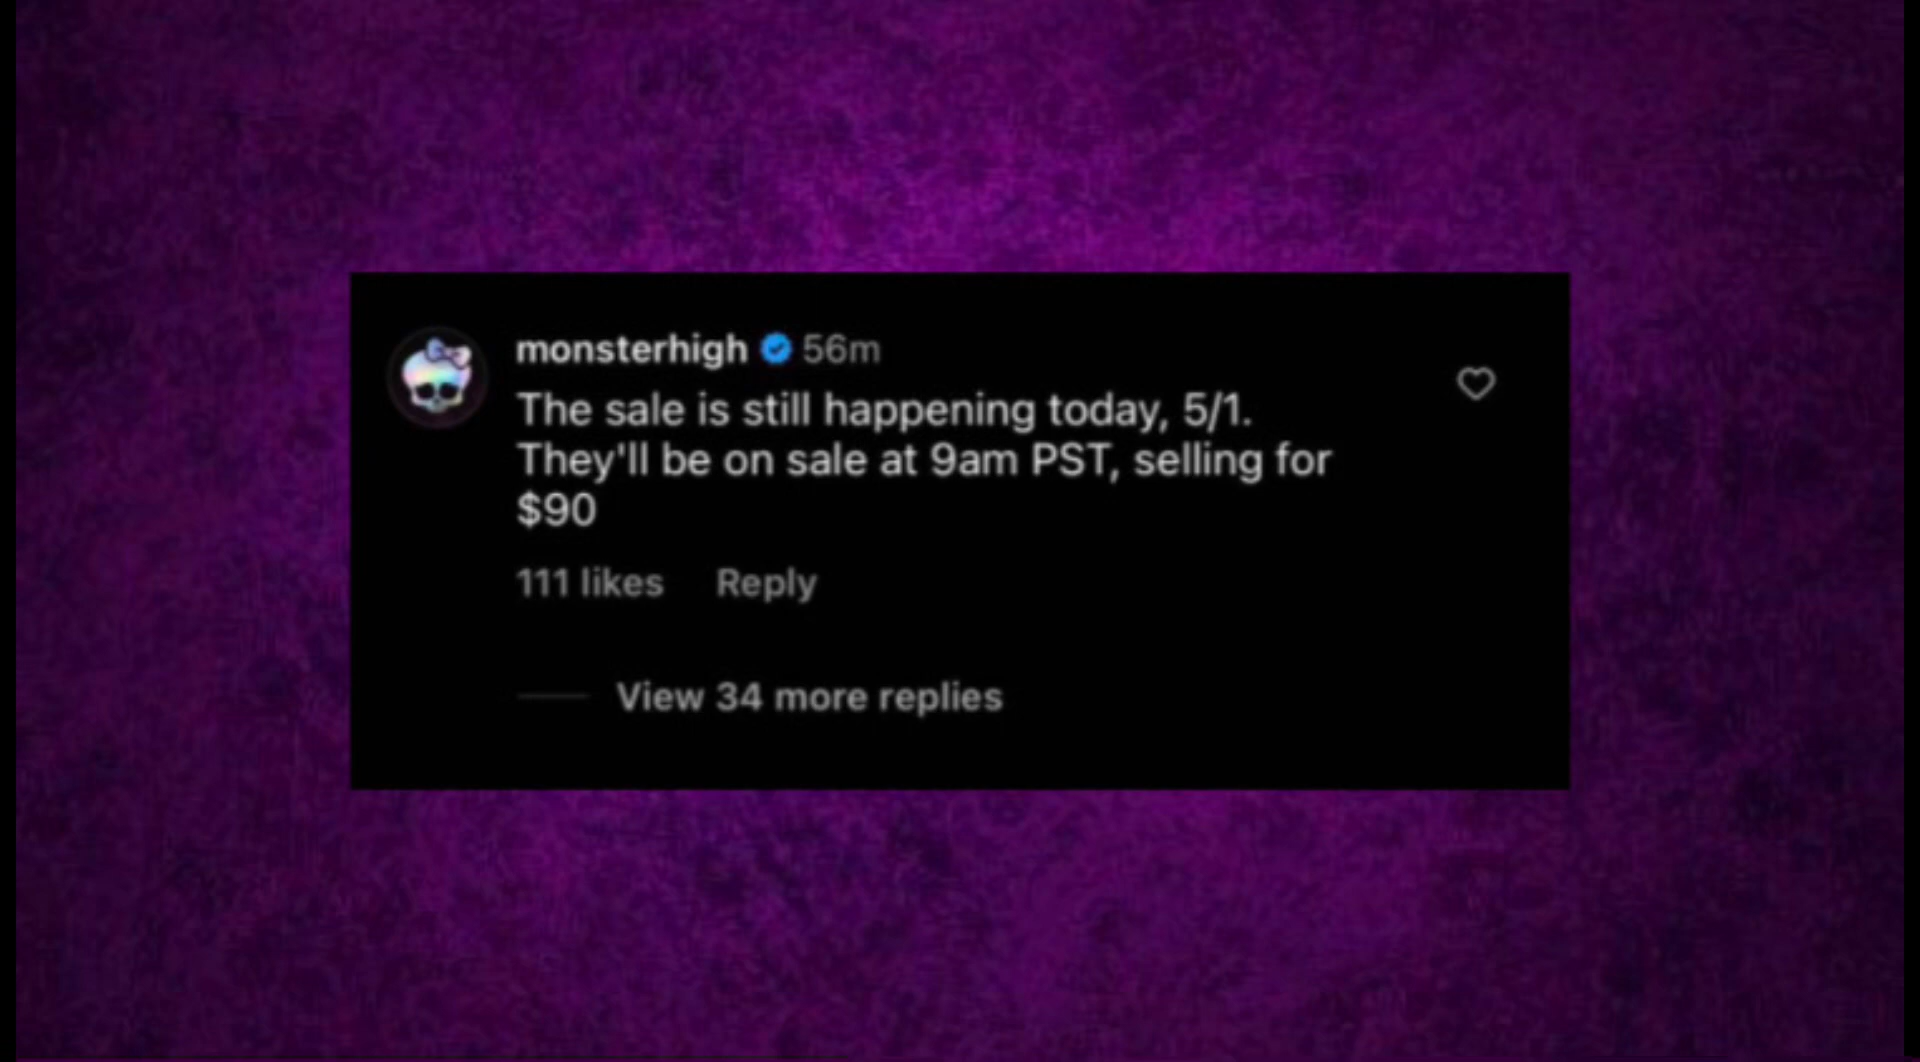 monsterhigh 56m
The sale is still happening today, 5/1.
They'll be on sale at 9am PST, selling for
$90
111 likes Reply
View 34 more replies